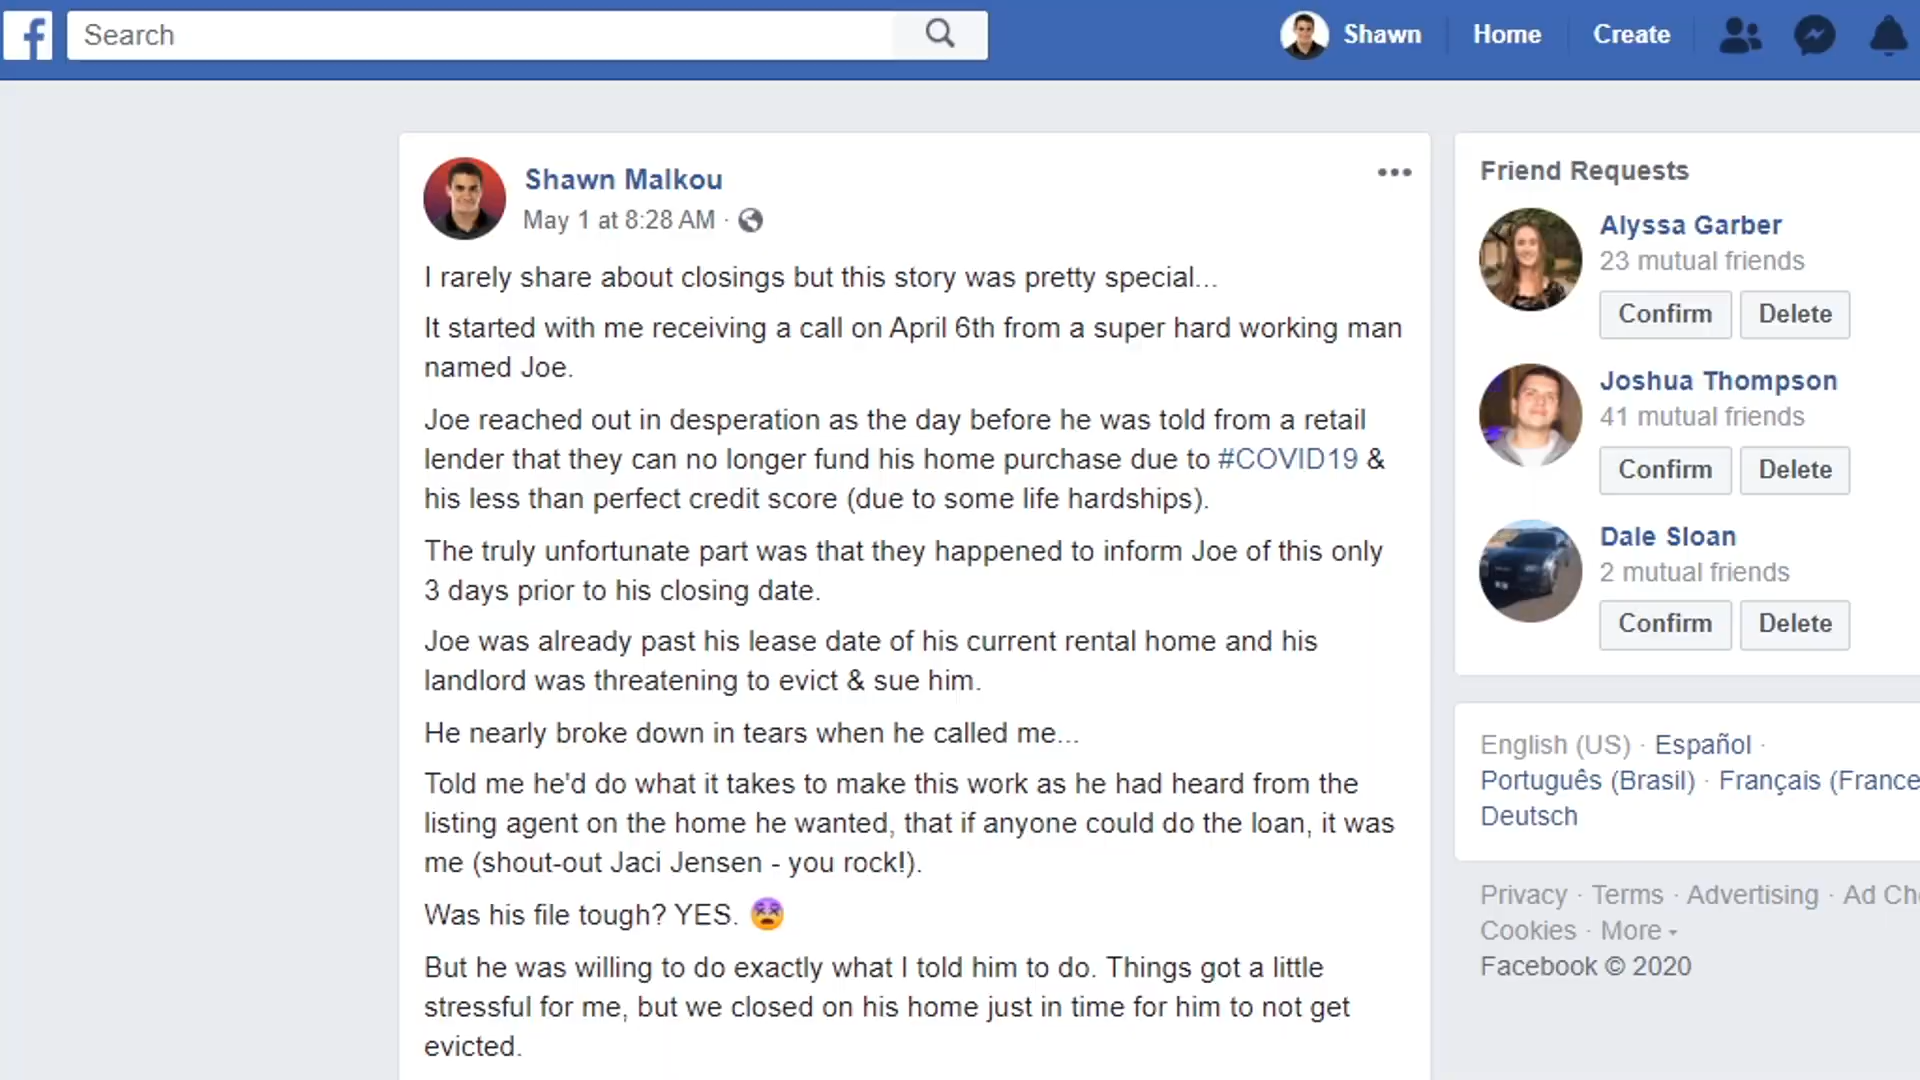 Search
Shawn
Home
Create
Shawn Malkou
May 1 at 8:28 AM ·
I rarely share about closings but this story was pretty special...
It started with me receiving a call on April 6th from a super hard working man
named Joe.
Joe reached out in desperation as the day before he was told from a retail
lender that they can no longer fund his home purchase due to #COVID19 &
his less than perfect credit score (due to some life hardships).
The truly unfortunate part was that they happened to inform Joe of this only
3 days prior to his closing date.
Joe was already past his lease date of his current rental home and his
landlord was threatening to evict & sue him.
He nearly broke down in tears when he called me...
Told me he'd do what it takes to make this work as he had heard from the
listing agent on the home he wanted, that if anyone could do the loan, it was
me (shout-out Jaci Jensen - you rock!).
Was his file tough? YES.
But he was willing to do exactly what I told him to do. Things got a little
stressful for me, but we closed on his home just in time for him to not get
evicted.
Friend Requests
Alyssa Garber
23 mutual friends
Confirm Delete
Joshua Thompson
41 mutual friends
Confirm Delete
Dale Sloan
2 mutual friends
Confirm Delete
English (US) · Español ·
Português (Brasil) · Français (France
Deutsch
Privacy · Terms · Advertising · Ad
Cookies · More
Facebook © 2020